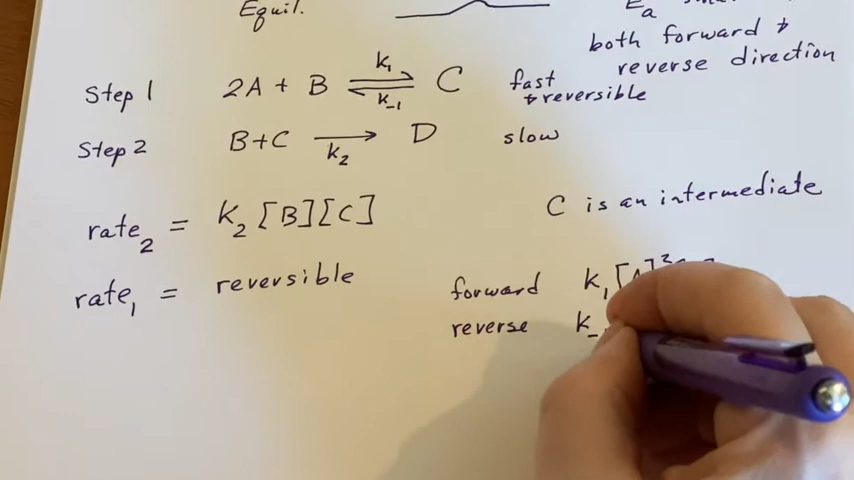 Equil.
Ea
both forward &
reverse direction
Step 1 2A + B ⇌ C fast
k1
k-1
& reversible
Step 2 B+C → D slow
k2
rate2 = k2 [B][C]
C is an intermediate
rate1 = reversible
forward k1[A]2
reverse k-